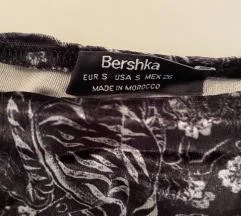 Bershka
EUR S USA S MEX 26
MADE IN MOROCCO